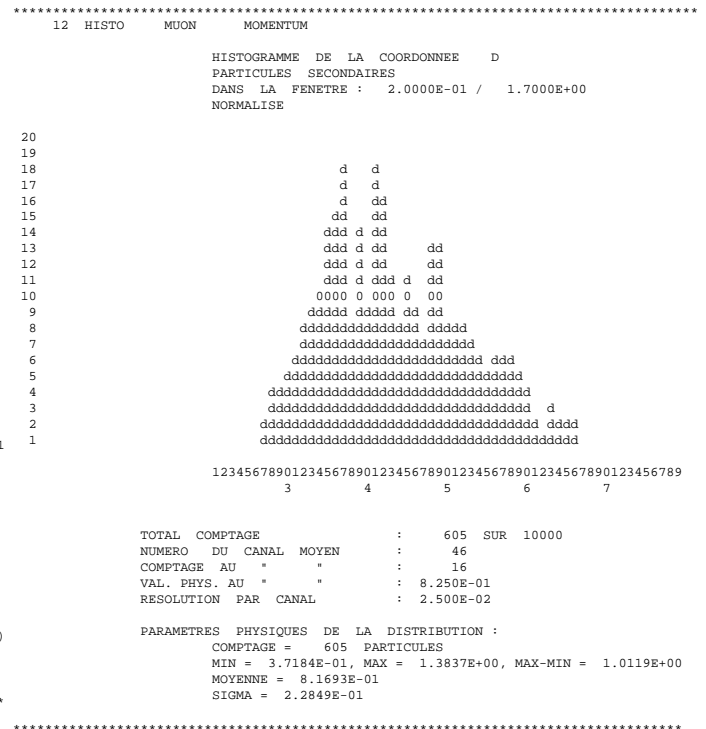 ********************************************************************************
12 HISTO MUON MOMENTUM
HISTOGRAMME DE LA COORDONNEE D
PARTICULES SECONDAIRES
DANS LA FENETRE : 2.0000E-01 / 1.7000E+00
NORMALISE
20
19
18 d d
17 d d
16 d dd
15 dd dd
14 ddd d dd
13 ddd d dd dd
12 ddd d dd dd
11 ddd d ddd d dd
10 0000 0 000 0 00
9 ddddd ddddd dd dd
8 ddddddddddddddd ddddd
7 dddddddddddddddddddddd
6 dddddddddddddddddddddddd ddd
5 dddddddddddddddddddddddddddddd
4 ddddddddddddddddddddddddddddddddd
3 ddddddddddddddddddddddddddddddddd d
2 ddddddddddddddddddddddddddddddddddd dddd
1 dddddddddddddddddddddddddddddddddddddddd
12345678901234567890123456789012345678901234567890123456789
3 4 5 6 7
TOTAL COMPTAGE : 605 SUR 10000
NUMERO DU CANAL MOYEN : 46
COMPTAGE AU " " : 16
VAL. PHYS. AU " " : 8.250E-01
RESOLUTION PAR CANAL : 2.500E-02
PARAMETRES PHYSIQUES DE LA DISTRIBUTION :
COMPTAGE = 605 PARTICULES
MIN = 3.7184E-01, MAX = 1.3837E+00, MAX-MIN = 1.0119E+00
MOYENNE = 8.1693E-01
SIGMA = 2.2849E-01
********************************************************************************